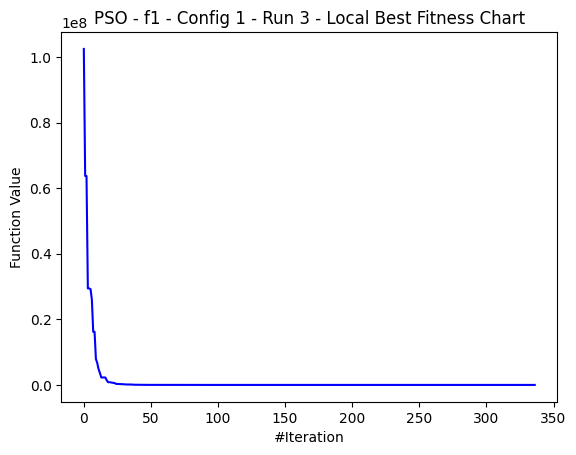 PSO - f1 - Config 1 - Run 3 - Local Best Fitness Chart
1e8
1.0
0.8
0.6
0.4
0.2
0.0
Function Value
0 50 100 150 200 250 300 350
#Iteration